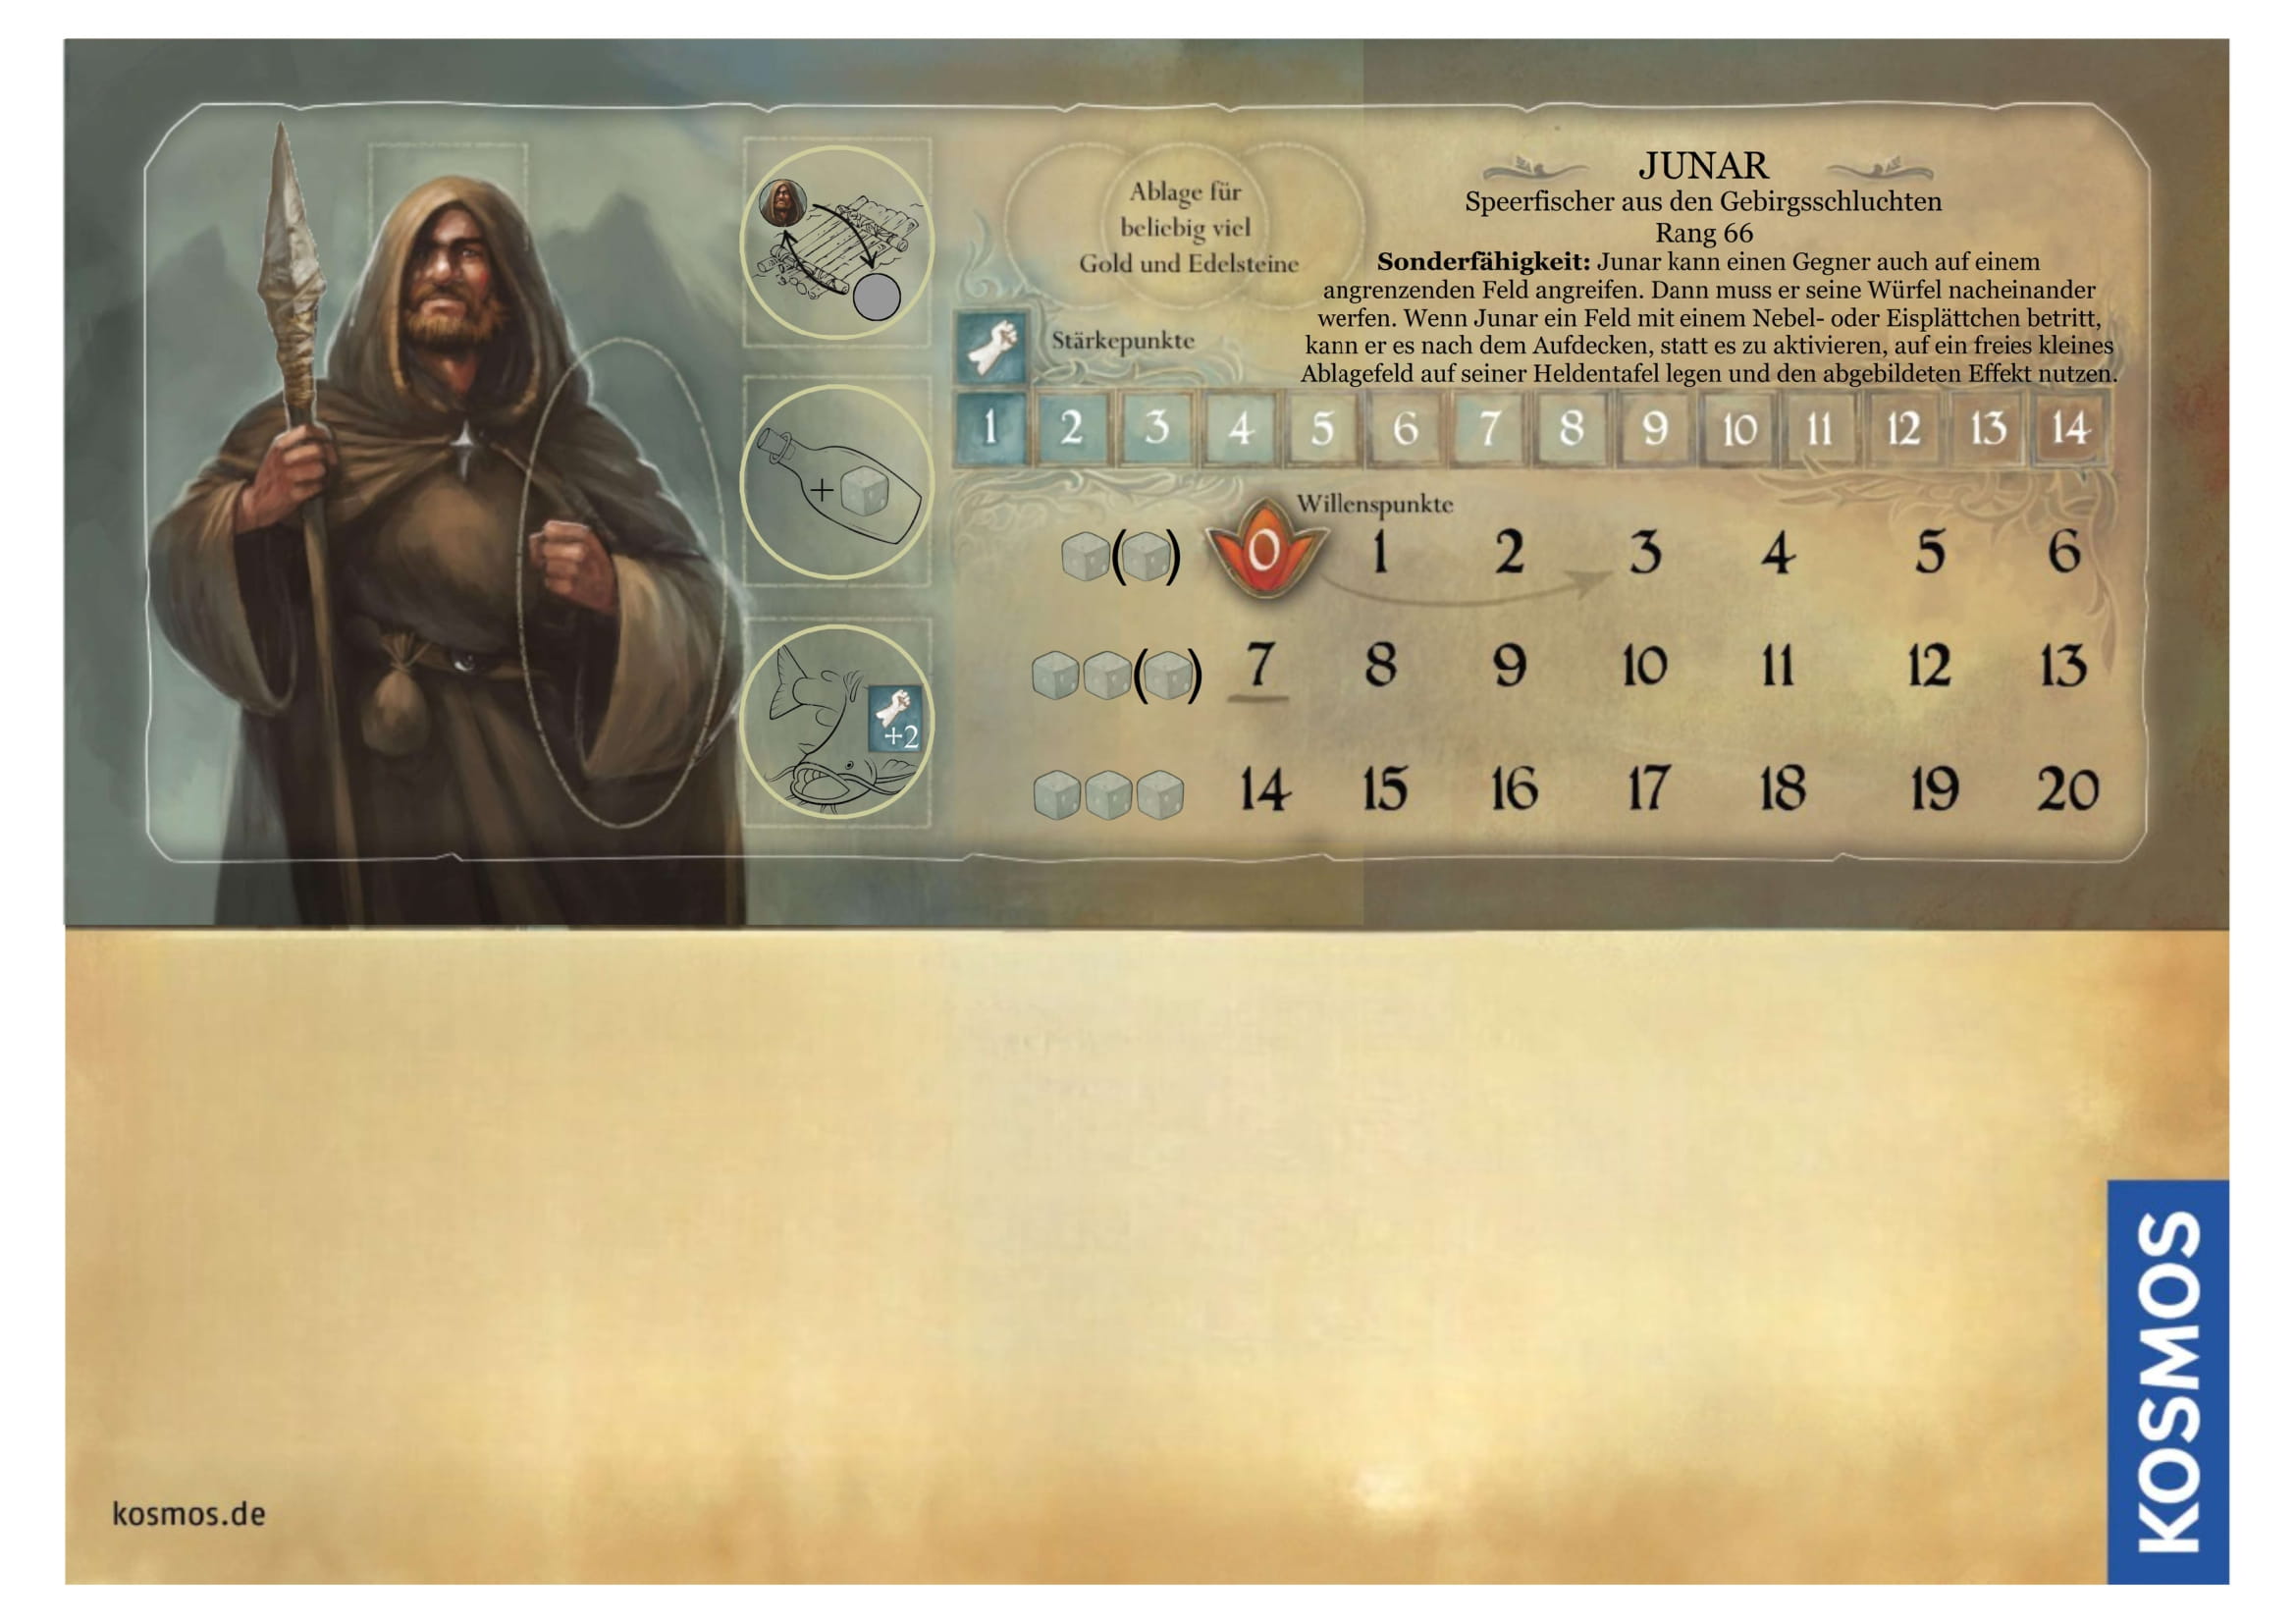 JUNAR
Speerfischer aus den Gebirgsschluchten
Rang 66
Sonderfähigkeit: Junar kann einen Gegner auch auf einem
angrenzenden Feld angreifen. Dann muss er seine Würfel nacheinander
werfen. Wenn Junar ein Feld mit einem Nebel- oder Eisplättchen betritt,
kann er es nach dem Aufdecken, statt es zu aktivieren, auf ein freies kleines
Ablagefeld auf seiner Heldentafel legen und den abgebildeten Effekt nutzen.
Ablage für
beliebig viel
Gold und Edelsteine
Stärkepunkte
1 2 3 4 5 6 7 8 9 10 11 12 13 14
+
+2
Willenspunkte
( ) 0 1 2 3 4 5 6
( ) 7 8 9 10 11 12 13
14 15 16 17 18 19 20
kosmos.de
KOSMOS